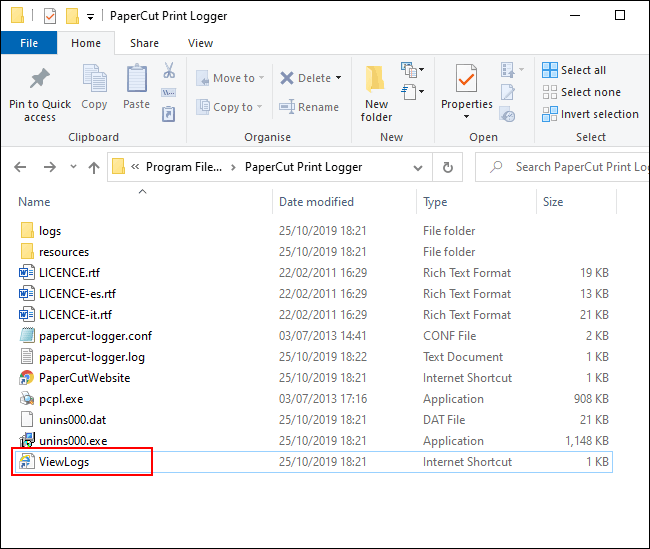 PaperCut Print Logger
File Home Share View
Pin to Quick access
Copy
Paste
Move to
Copy to
Delete
Rename
New folder
Properties
Select all
Select none
Invert selection
Clipboard Organise New Open Select
Program File... PaperCut Print Logger Search PaperCut Print Log
Name Date modified Type Size
logs 25/10/2019 18:21 File folder
resources 25/10/2019 18:21 File folder
LICENCE.rtf 22/02/2011 16:29 Rich Text Format 19 KB
LICENCE-es.rtf 22/02/2011 16:29 Rich Text Format 13 KB
LICENCE-it.rtf 22/02/2011 16:29 Rich Text Format 21 KB
papercut-logger.conf 03/07/2013 14:41 CONF File 2 KB
papercut-logger.log 25/10/2019 18:22 Text Document 1 KB
PaperCutWebsite 25/10/2019 18:21 Internet Shortcut 1 KB
pcpl.exe 03/07/2013 17:16 Application 908 KB
unins000.dat 25/10/2019 18:21 DAT File 21 KB
unins000.exe 25/10/2019 18:21 Application 1,148 KB
ViewLogs 25/10/2019 18:21 Internet Shortcut 1 KB